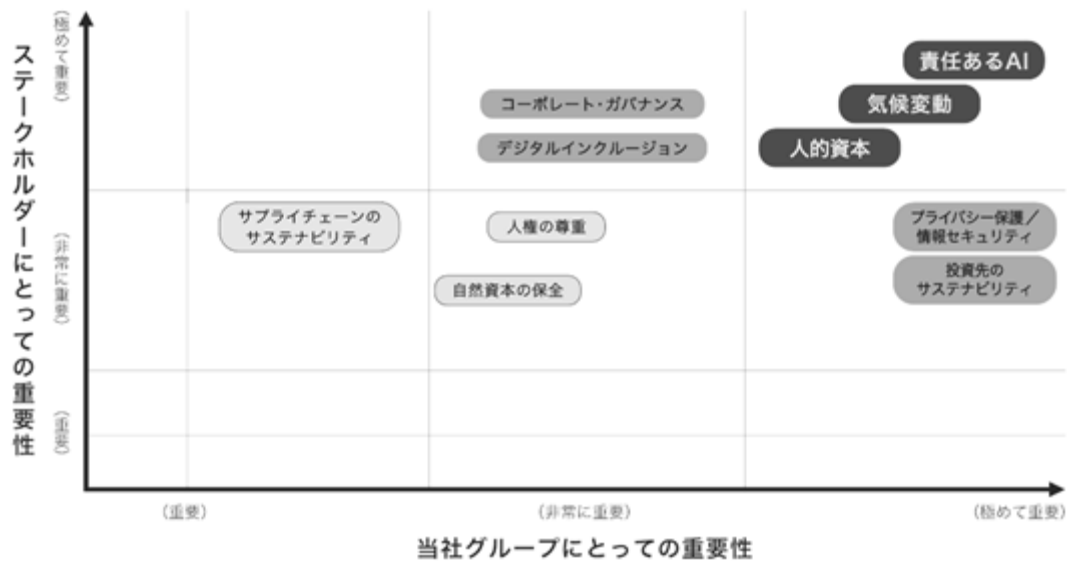 ステークホルダーにとっての重要性
（極めて重要）
（非常に重要）
（重要）
責任あるAI
コーポレート・ガバナンス
気候変動
デジタルインクルージョン
人的資本
サプライチェーンの
サステナビリティ
人権の尊重
プライバシー保護／
情報セキュリティ
自然資本の保全
投資先の
サステナビリティ
（重要）
（非常に重要）
（極めて重要）
当社グループにとっての重要性